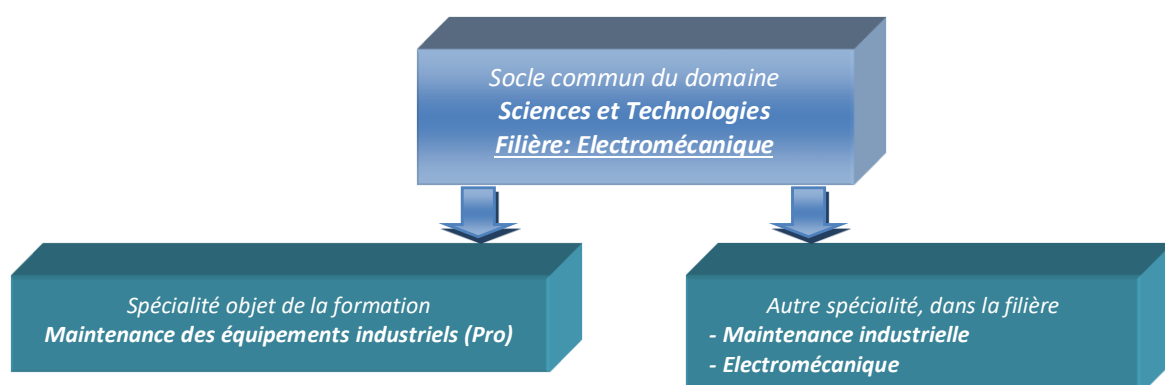 Socle commun du domaine
Sciences et Technologies
Filière: Electromécanique
Spécialité objet de la formation
Maintenance des équipements industriels (Pro)
Autre spécialité, dans la filière
- Maintenance industrielle
- Electromécanique